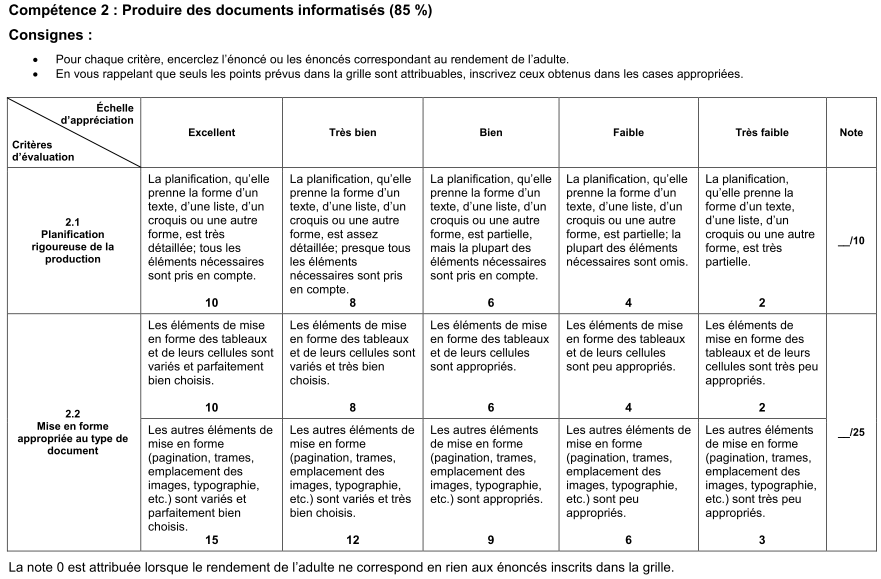 Compétence 2 : Produire des documents informatisés (85 %)
Consignes :
• Pour chaque critère, encerclez l’énoncé ou les énoncés correspondant au rendement de l’adulte.
• En vous rappelant que seuls les points prévus dans la grille sont attribuables, inscrivez ceux obtenus dans les cases appropriées.
Échelle
d’appréciation
Critères
d’évaluation
Excellent
Très bien
Bien
Faible
Très faible
Note
2.1
Planification
rigoureuse de la
production
La planification, qu’elle
prenne la forme d’un
texte, d’une liste, d’un
croquis ou une autre
forme, est très
détaillée; tous les
éléments nécessaires
sont pris en compte.
10
La planification, qu’elle
prenne la forme d’un
texte, d’une liste, d’un
croquis ou une autre
forme, est assez
détaillée; presque tous
les éléments
nécessaires sont pris
en compte.
8
La planification, qu’elle
prenne la forme d’un
texte, d’une liste, d’un
croquis ou une autre
forme, est partielle,
mais la plupart des
éléments nécessaires
sont pris en compte.
6
La planification, qu’elle
prenne la forme d’un
texte, d’une liste, d’un
croquis ou une autre
forme, est partielle; la
plupart des éléments
nécessaires sont omis.
4
La planification,
qu’elle prenne la
forme d’un texte,
d’une liste, d’un
croquis ou une autre
forme, est très
partielle.
2
__/10
2.2
Mise en forme
appropriée au type de
document
Les éléments de mise
en forme des tableaux
et de leurs cellules sont
variés et parfaitement
bien choisis.
10
Les éléments de mise
en forme des tableaux
et de leurs cellules sont
variés et très bien
choisis.
8
Les éléments de mise
en forme des tableaux
et de leurs cellules
sont appropriés.
6
Les éléments de mise
en forme des tableaux
et de leurs cellules
sont peu appropriés.
4
Les éléments de
mise en forme des
tableaux et de leurs
cellules sont très peu
appropriés.
2
__/25
Les autres éléments de
mise en forme
(pagination, trames,
emplacement des
images, typographie,
etc.) sont variés et
parfaitement bien
choisis.
15
Les autres éléments de
mise en forme
(pagination, trames,
emplacement des
images, typographie,
etc.) sont variés et très
bien choisis.
12
Les autres éléments
de mise en forme
(pagination, trames,
emplacement des
images, typographie,
etc.) sont appropriés.
9
Les autres éléments
de mise en forme
(pagination, trames,
emplacement des
images, typographie,
etc.) sont peu
appropriés.
6
Les autres éléments
de mise en forme
(pagination, trames,
emplacement des
images, typographie,
etc.) sont très peu
appropriés.
3
La note 0 est attribuée lorsque le rendement de l’adulte ne correspond en rien aux énoncés inscrits dans la grille.